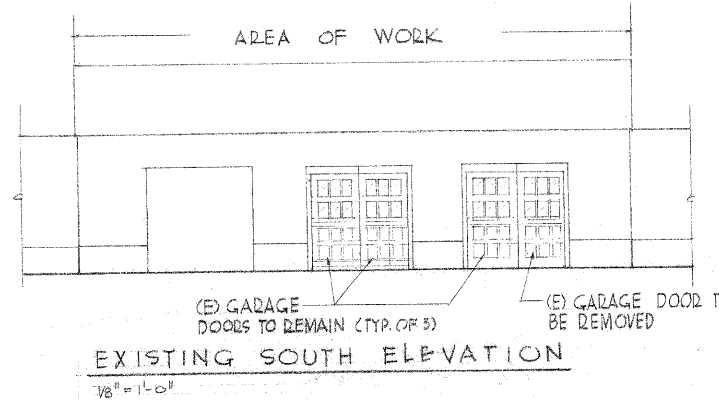 AREA OF WORK
(E) GARAGE
DOORS TO REMAIN (TYP. OF 3)
(E) GARAGE DOOR T
BE REMOVED
EXISTING SOUTH ELEVATION
1/8" = 1'-0"